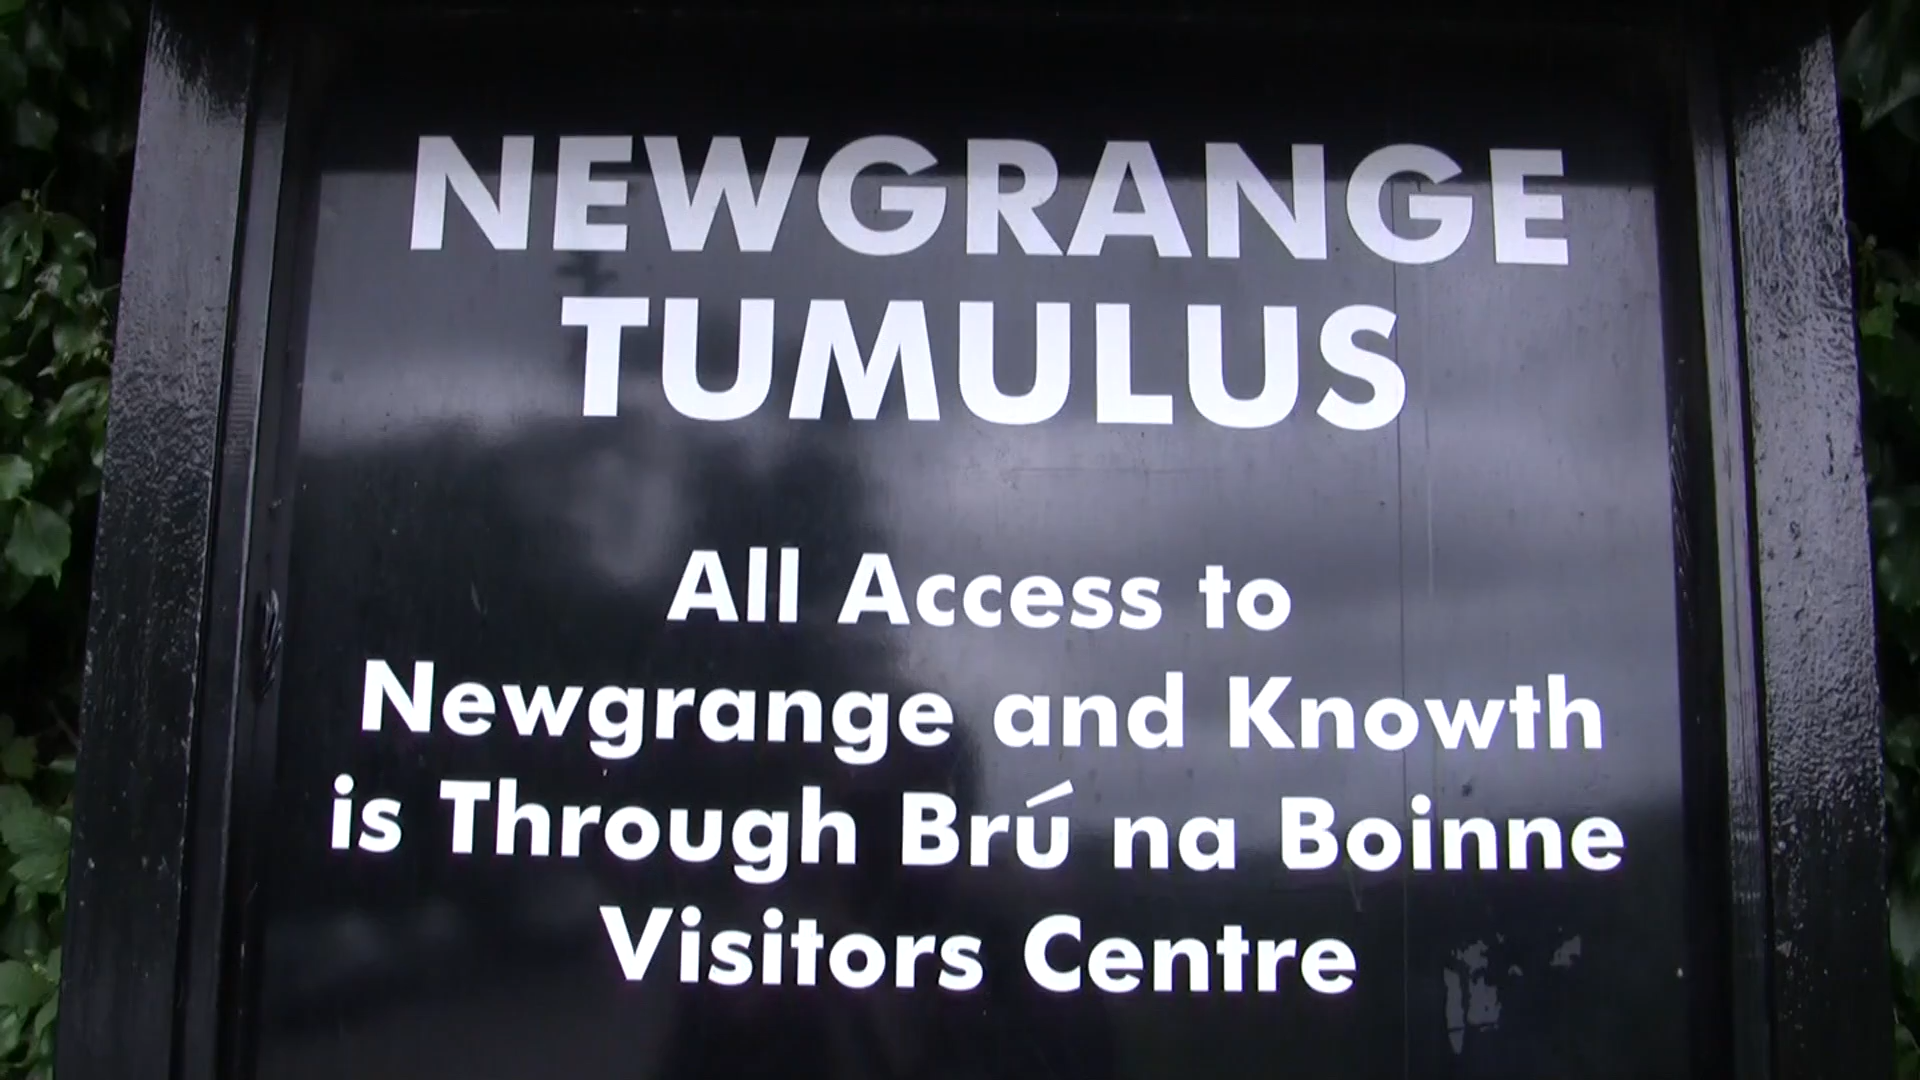 NEWGRANGE
TUMULUS
All Access to
Newgrange and Knowth
is Through Brú na Boinne
Visitors Centre